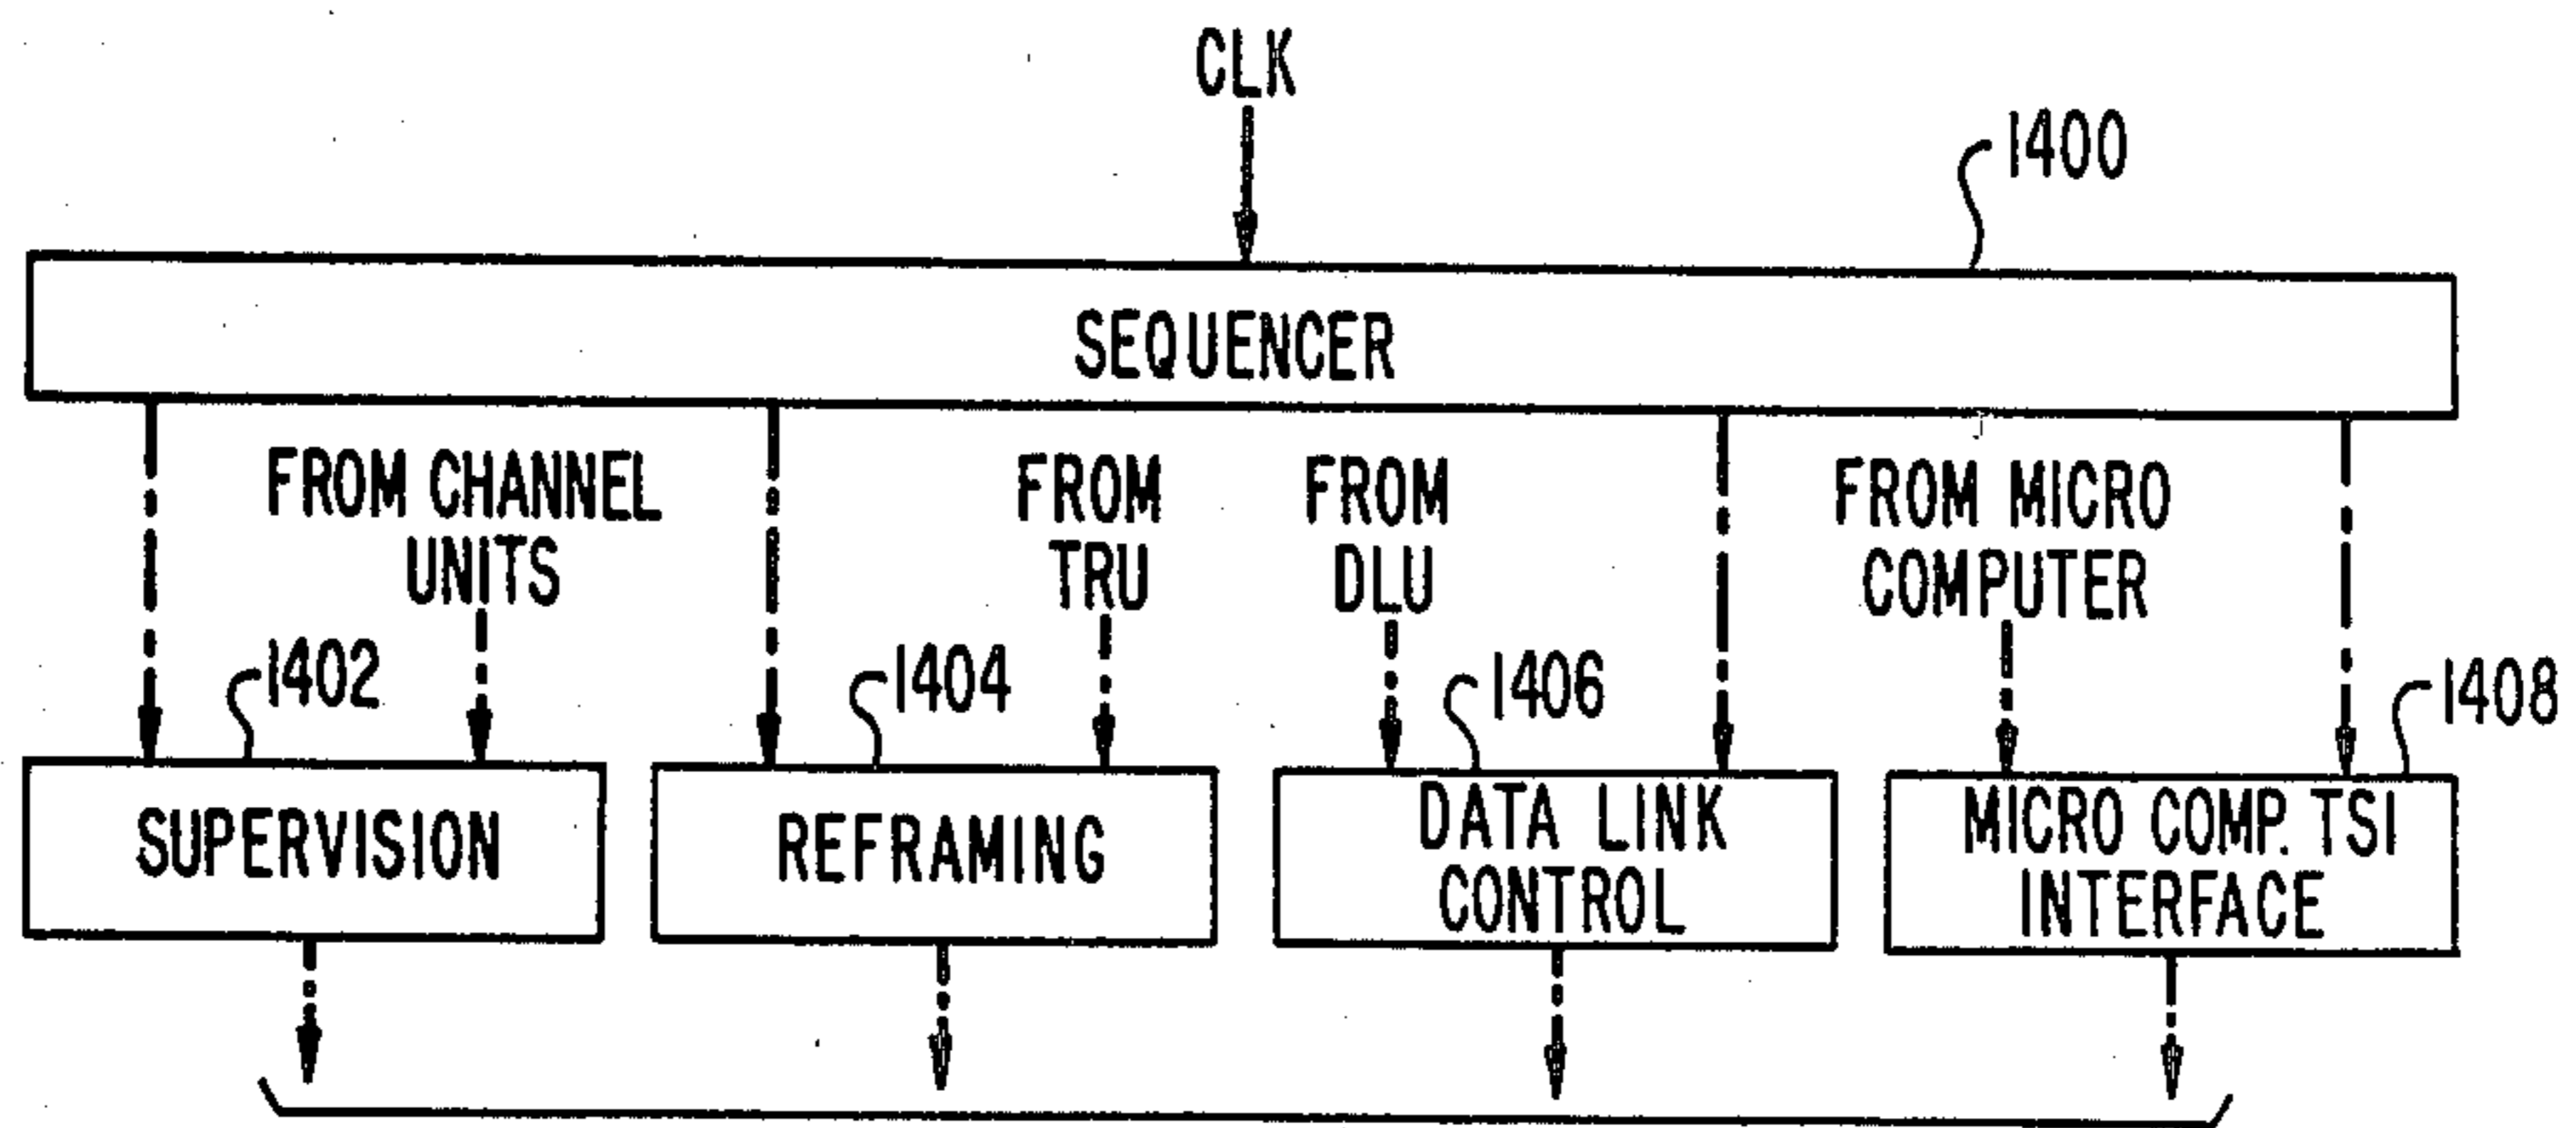 CLK
1400
SEQUENCER
FROM CHANNEL
UNITS
FROM
TRU
FROM
DLU
FROM MICRO
COMPUTER
1402
1404
1406
1408
SUPERVISION
REFRAMING
DATA LINK
CONTROL
MICRO COMP. TSI
INTERFACE